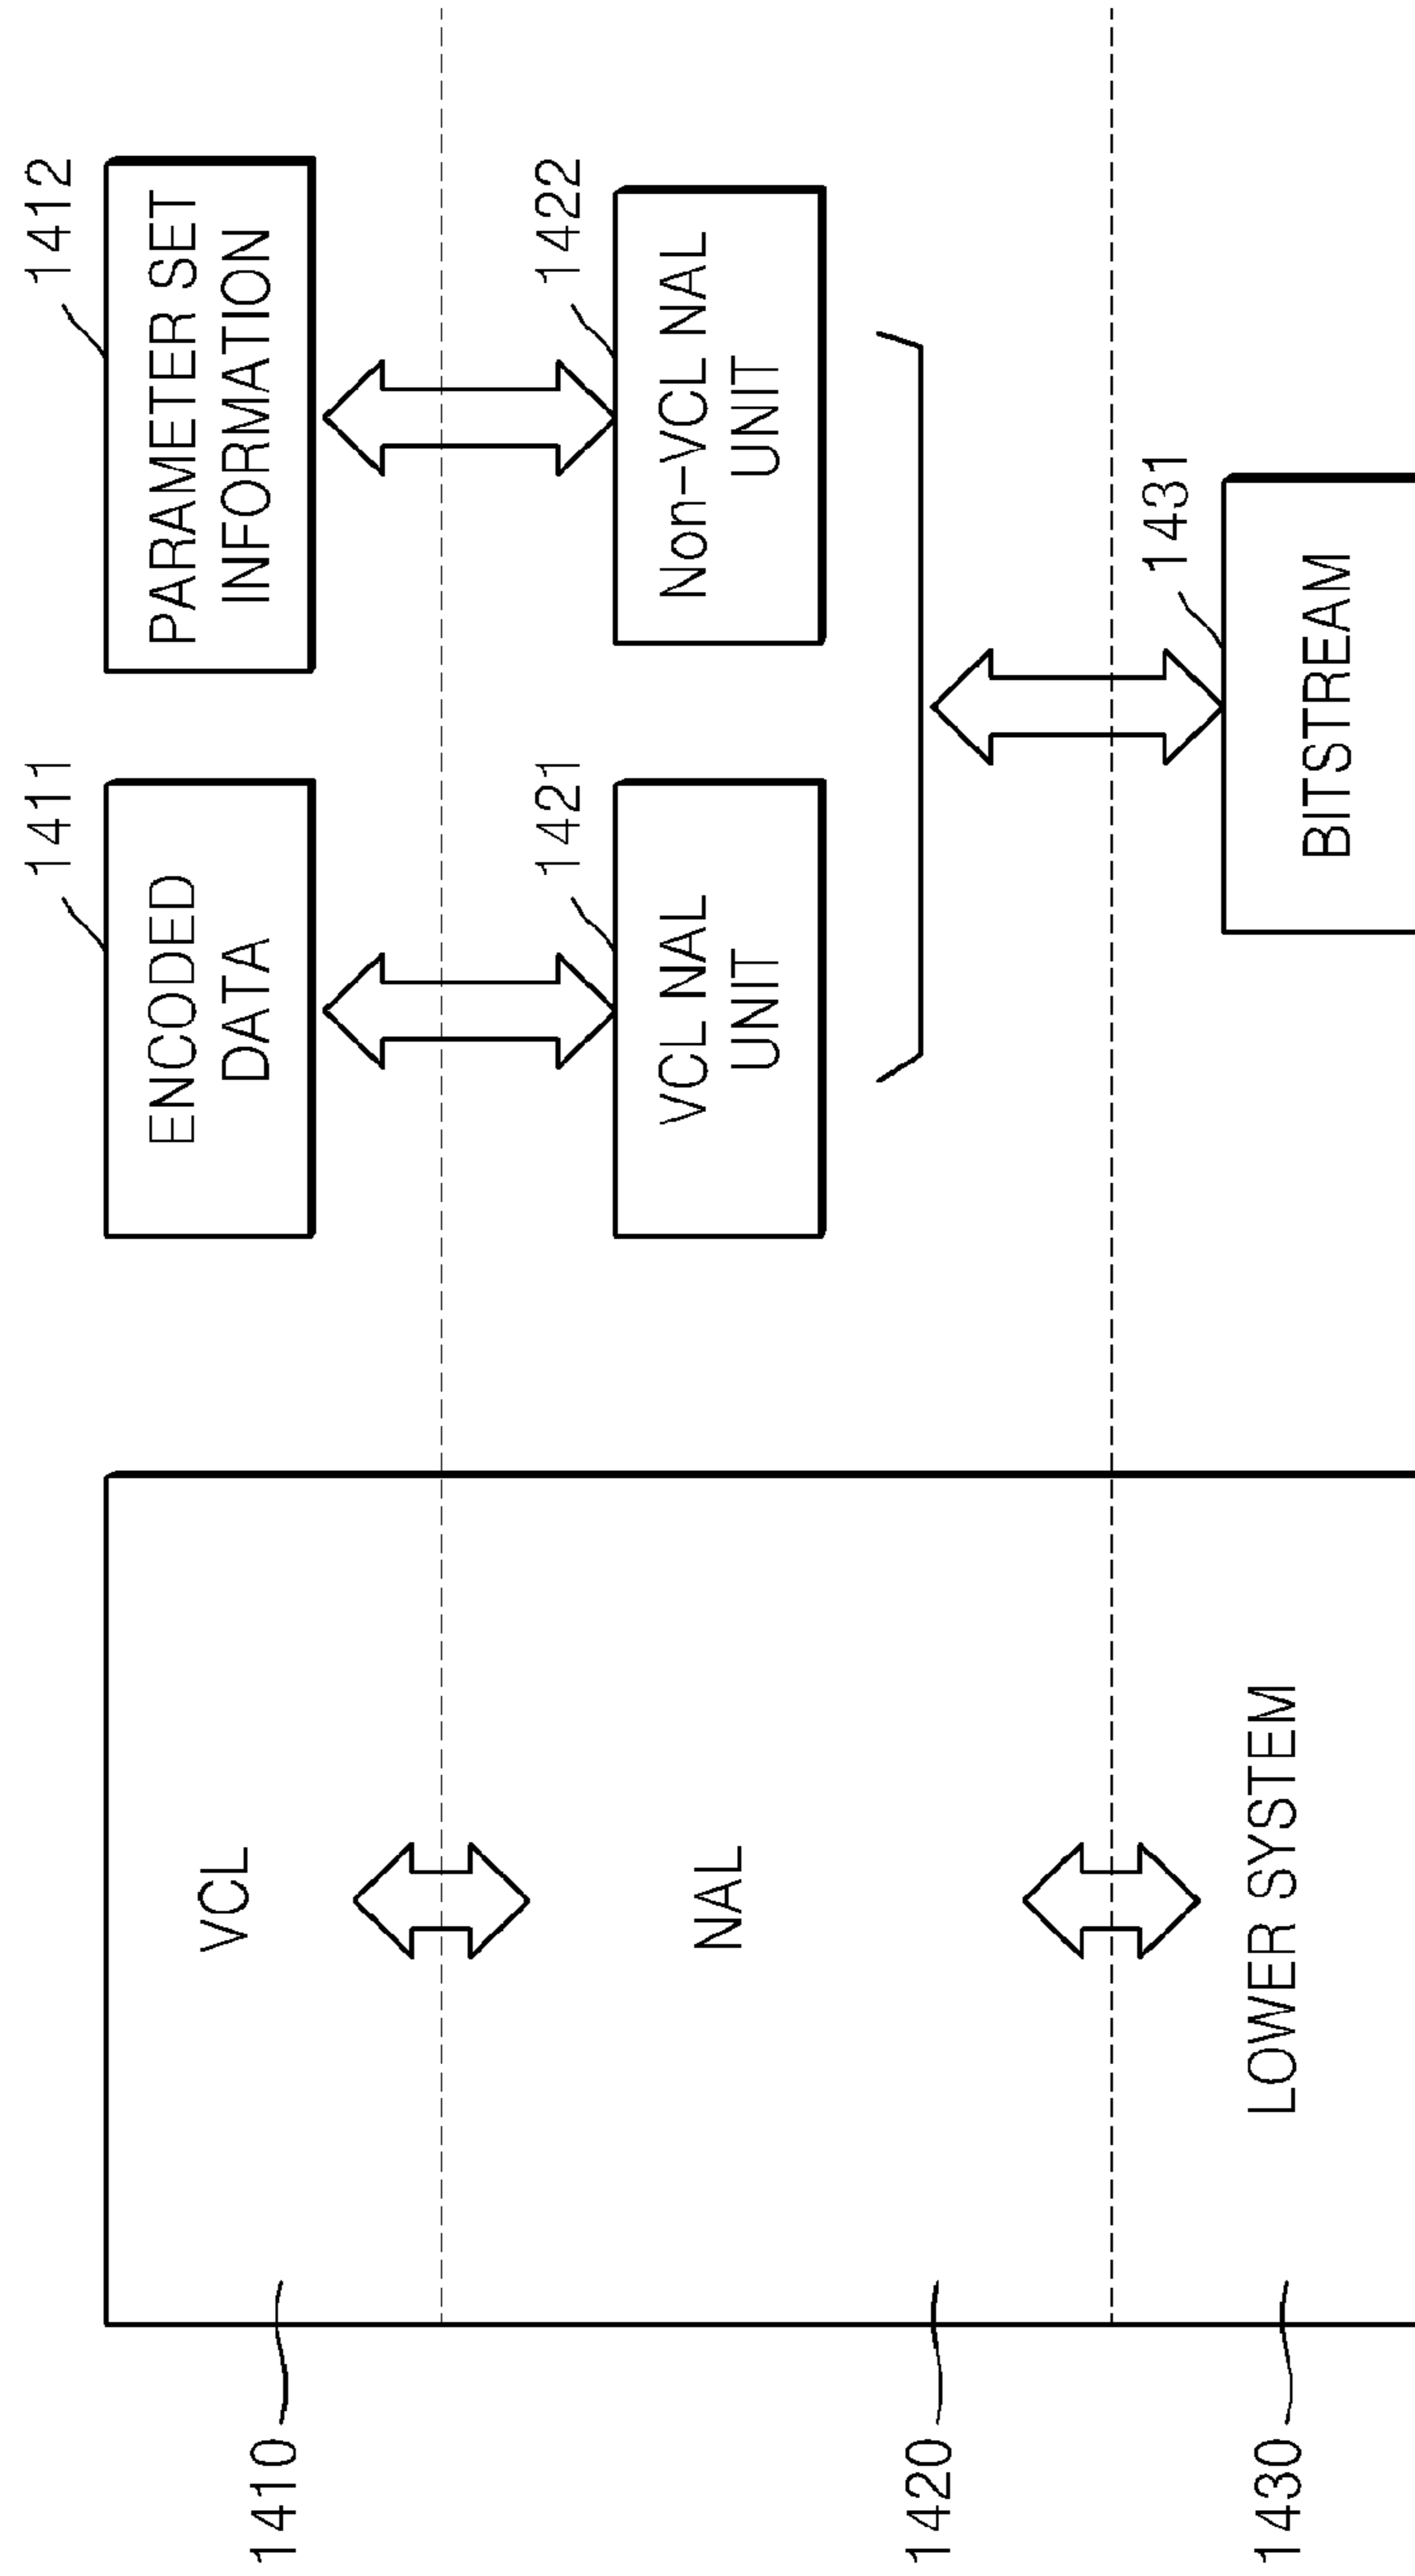 1410
VCL
1411
ENCODED
DATA
1412
PARAMETER SET
INFORMATION
1420
NAL
1421
VCL NAL
UNIT
1422
Non-VCL NAL
UNIT
1430
LOWER SYSTEM
1431
BITSTREAM